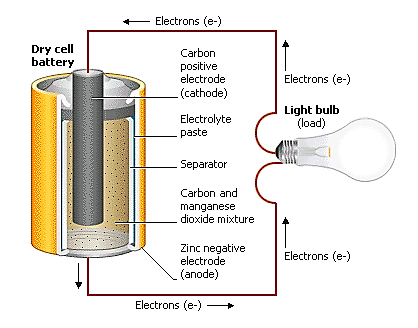 Electrons (e-)
Dry cell
battery
Carbon
positive
electrode
(cathode)
Electrons (e-)
Light bulb
(load)
Electrolyte
paste
Separator
Carbon and
manganese
dioxide mixture
Zinc negative
electrode
(anode)
Electrons (e-)
Electrons (e-)